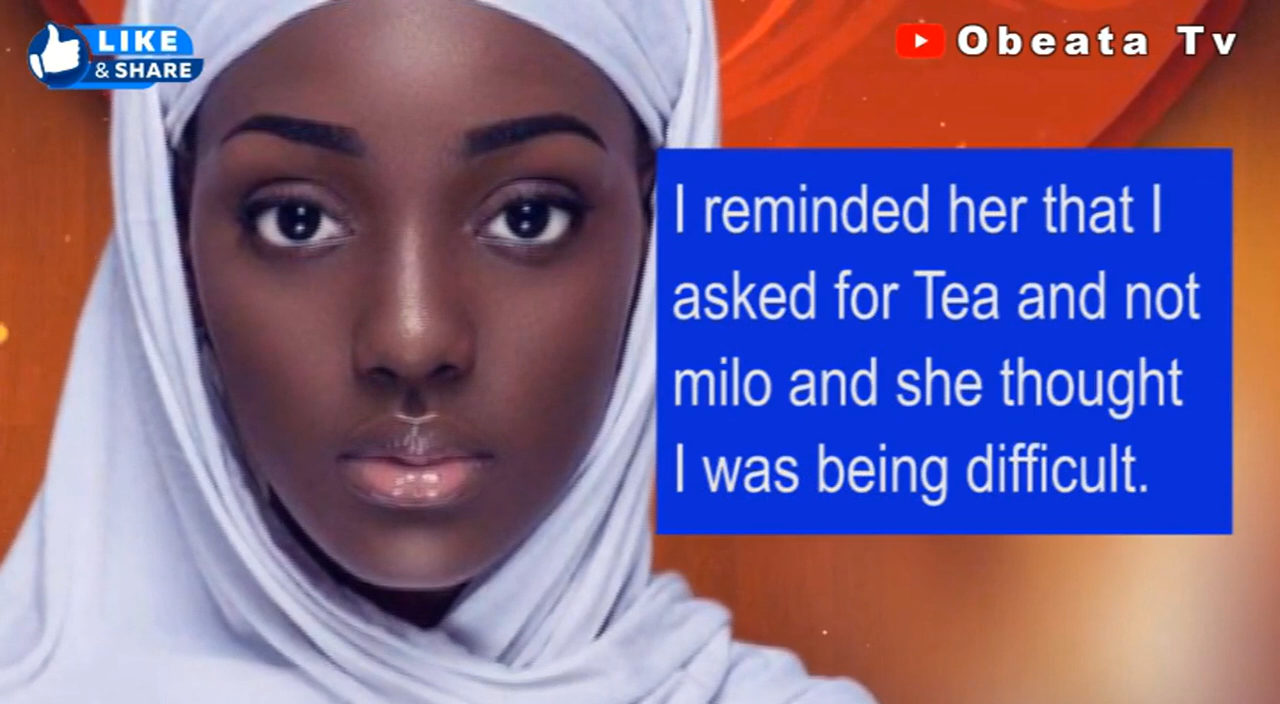 LIKE
& SHARE
Obeata Tv
I reminded her that I
asked for Tea and not
milo and she thought
I was being difficult.